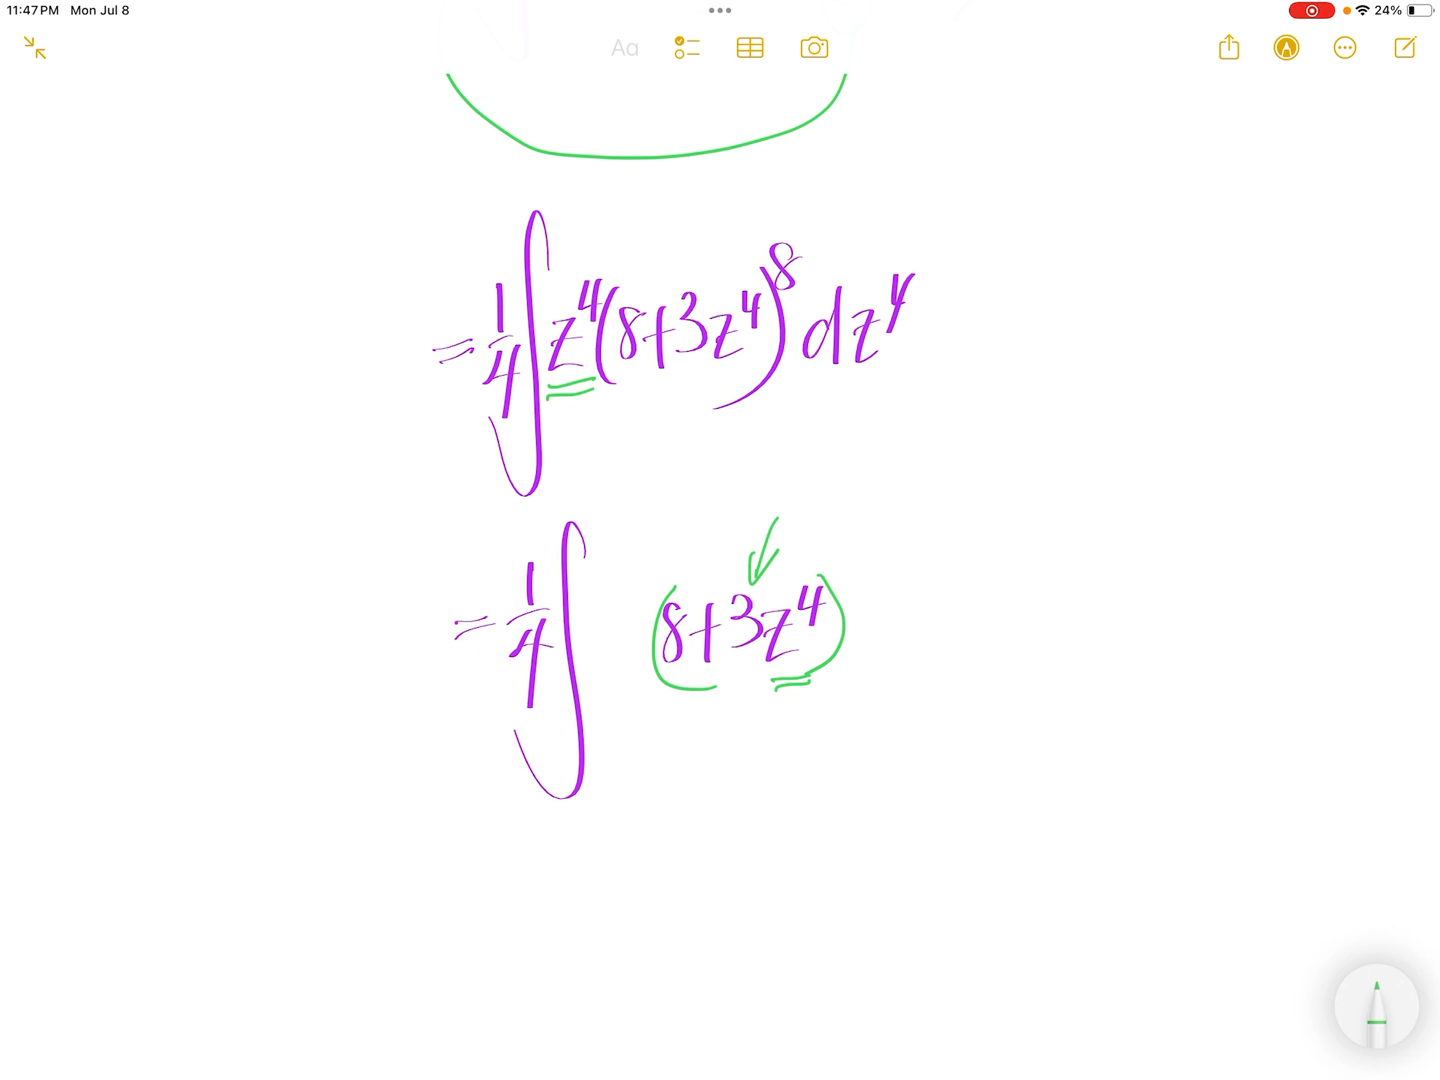 11:47 PM Mon Jul 8 24%
Aa
= 1/4 ∫ z⁴(8+3z⁴)⁸ dz⁴
= 1/4 ∫ (8+3z⁴)